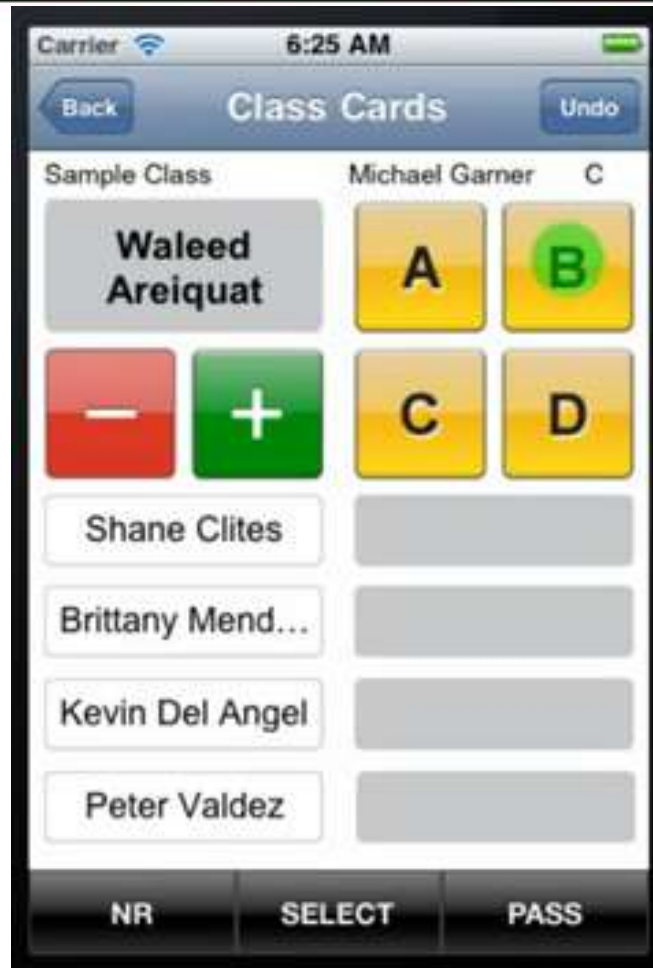 Carrier 6:25 AM
Back Class Cards Undo
Sample Class Michael Garner C
Waleed
Areiquat
A B
− + C D
Shane Clites
Brittany Mend...
Kevin Del Angel
Peter Valdez
NR SELECT PASS